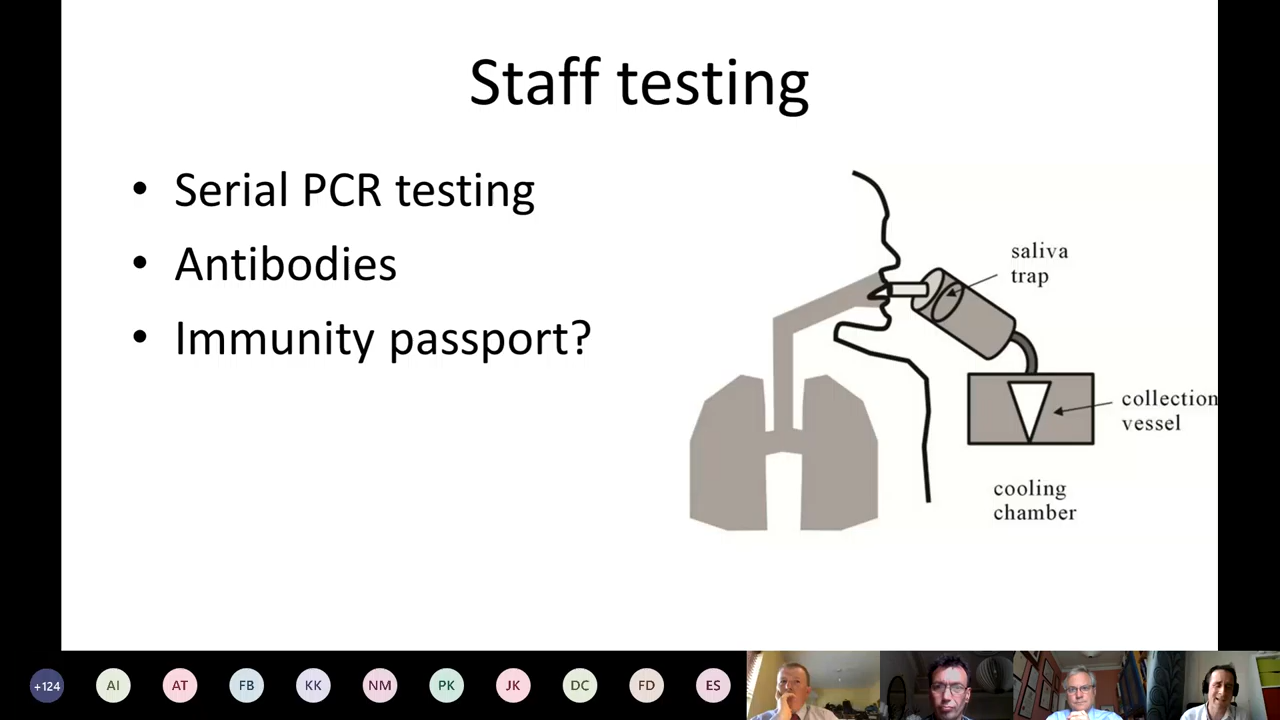 Staff testing
• Serial PCR testing
• Antibodies
• Immunity passport?
saliva
trap
collection
vessel
cooling
chamber
+124 AI AT FB KK NM PK JK DC FD ES